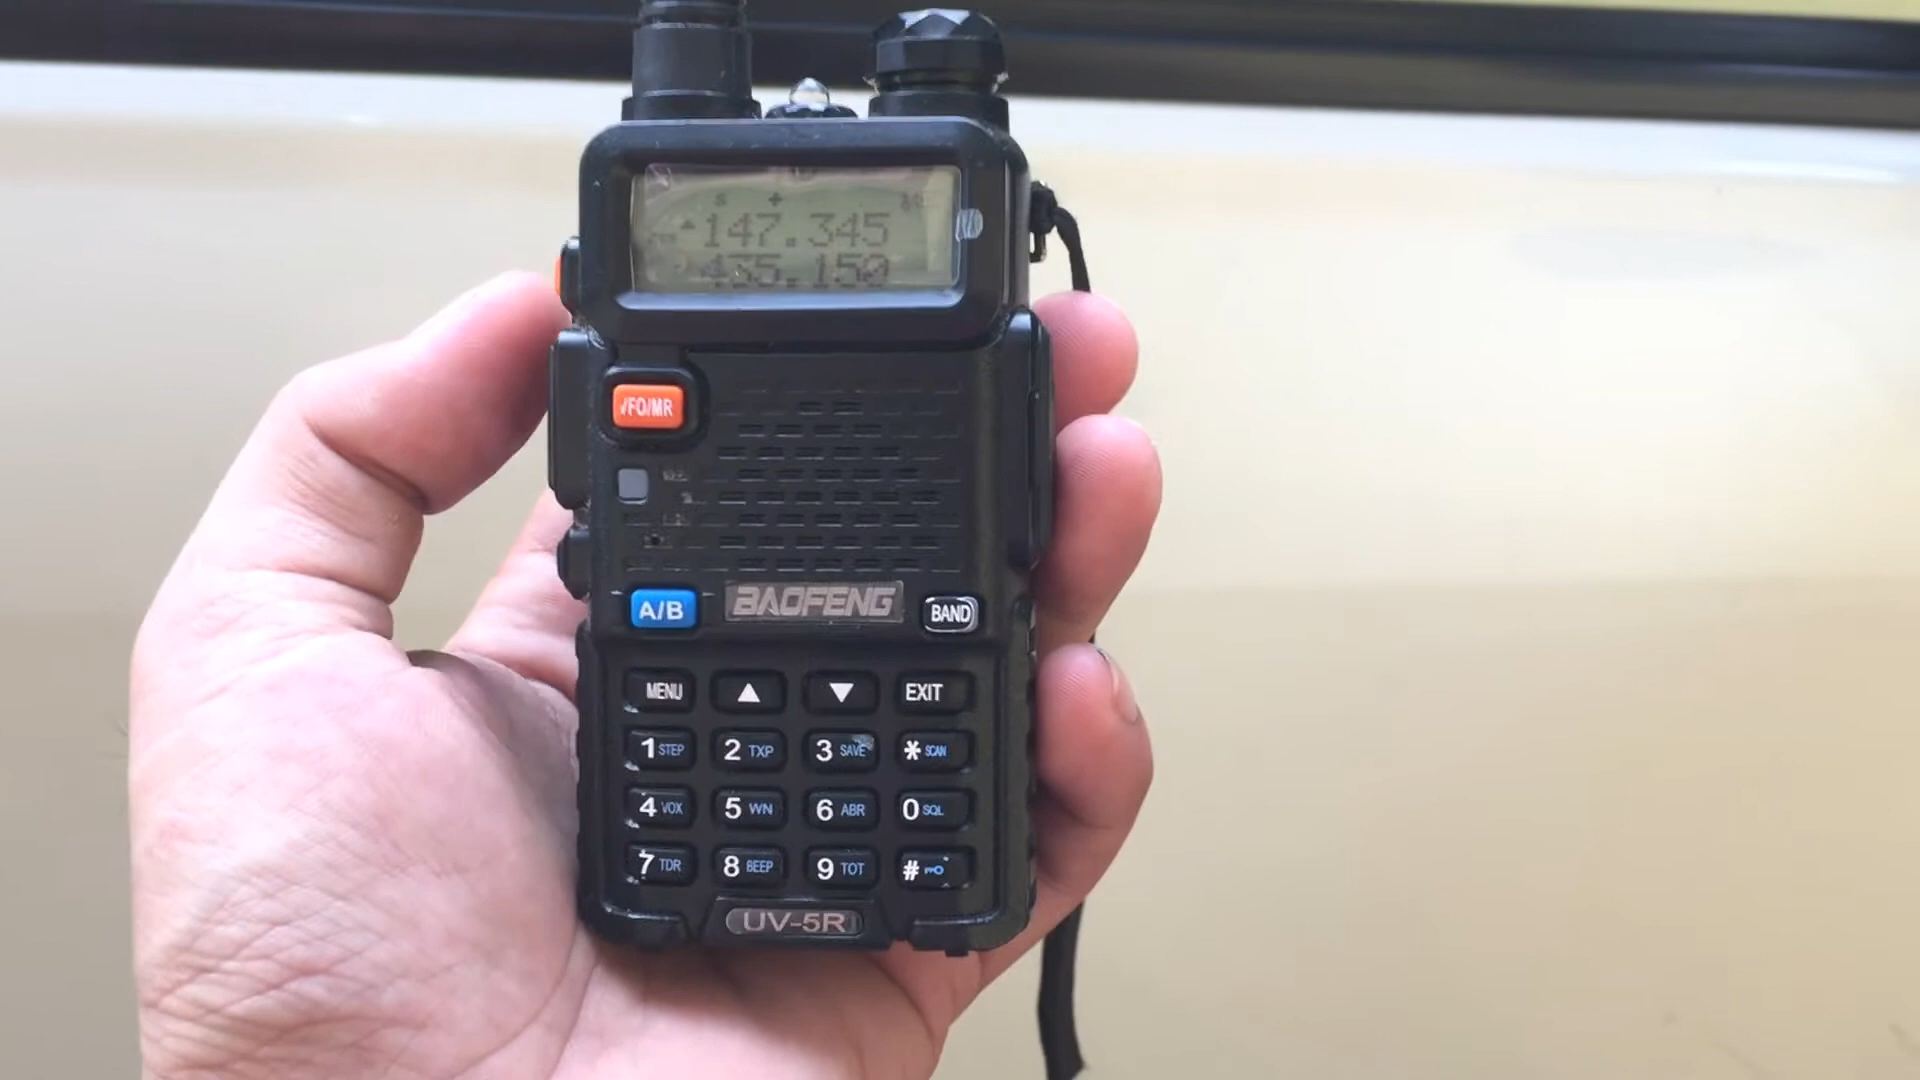 S +
147.345
435.150
VFO/MR
A/B BAOFENG BAND
MENU ▲ ▼ EXIT
1 STEP 2 TXP 3 SAVE * SCAN
4 VOX 5 WN 6 ABR 0 SQL
7 TDR 8 BEEP 9 TOT #
UV-5R